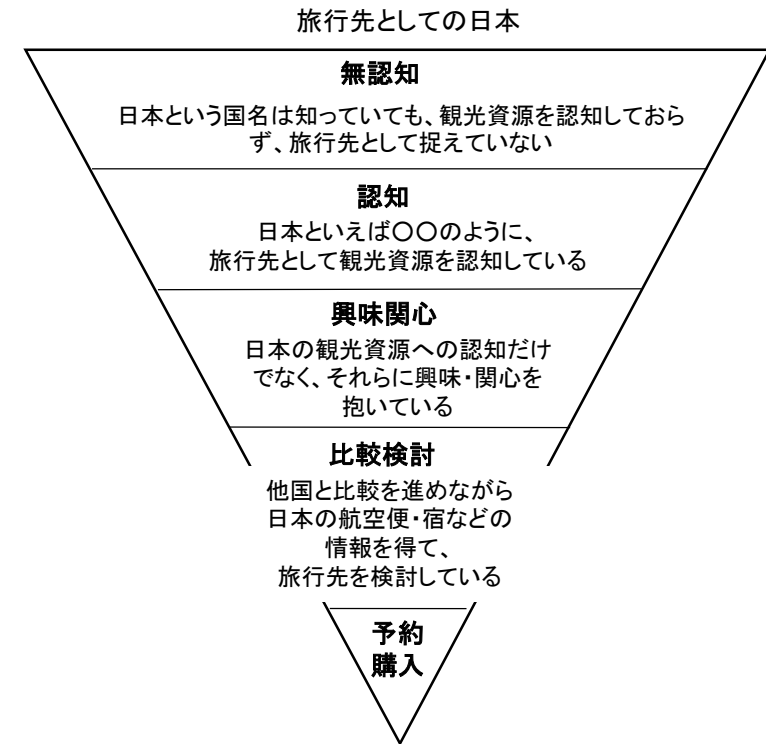 旅行先としての日本
無認知
日本という国名は知っていても、観光資源を認知しておら
ず、旅行先として捉えていない
認知
日本といえば〇〇のように、
旅行先として観光資源を認知している
興味関心
日本の観光資源への認知だけ
でなく、それらに興味・関心を
抱いている
比較検討
他国と比較を進めながら
日本の航空便・宿などの
情報を得て、
旅行先を検討している
予約
購入